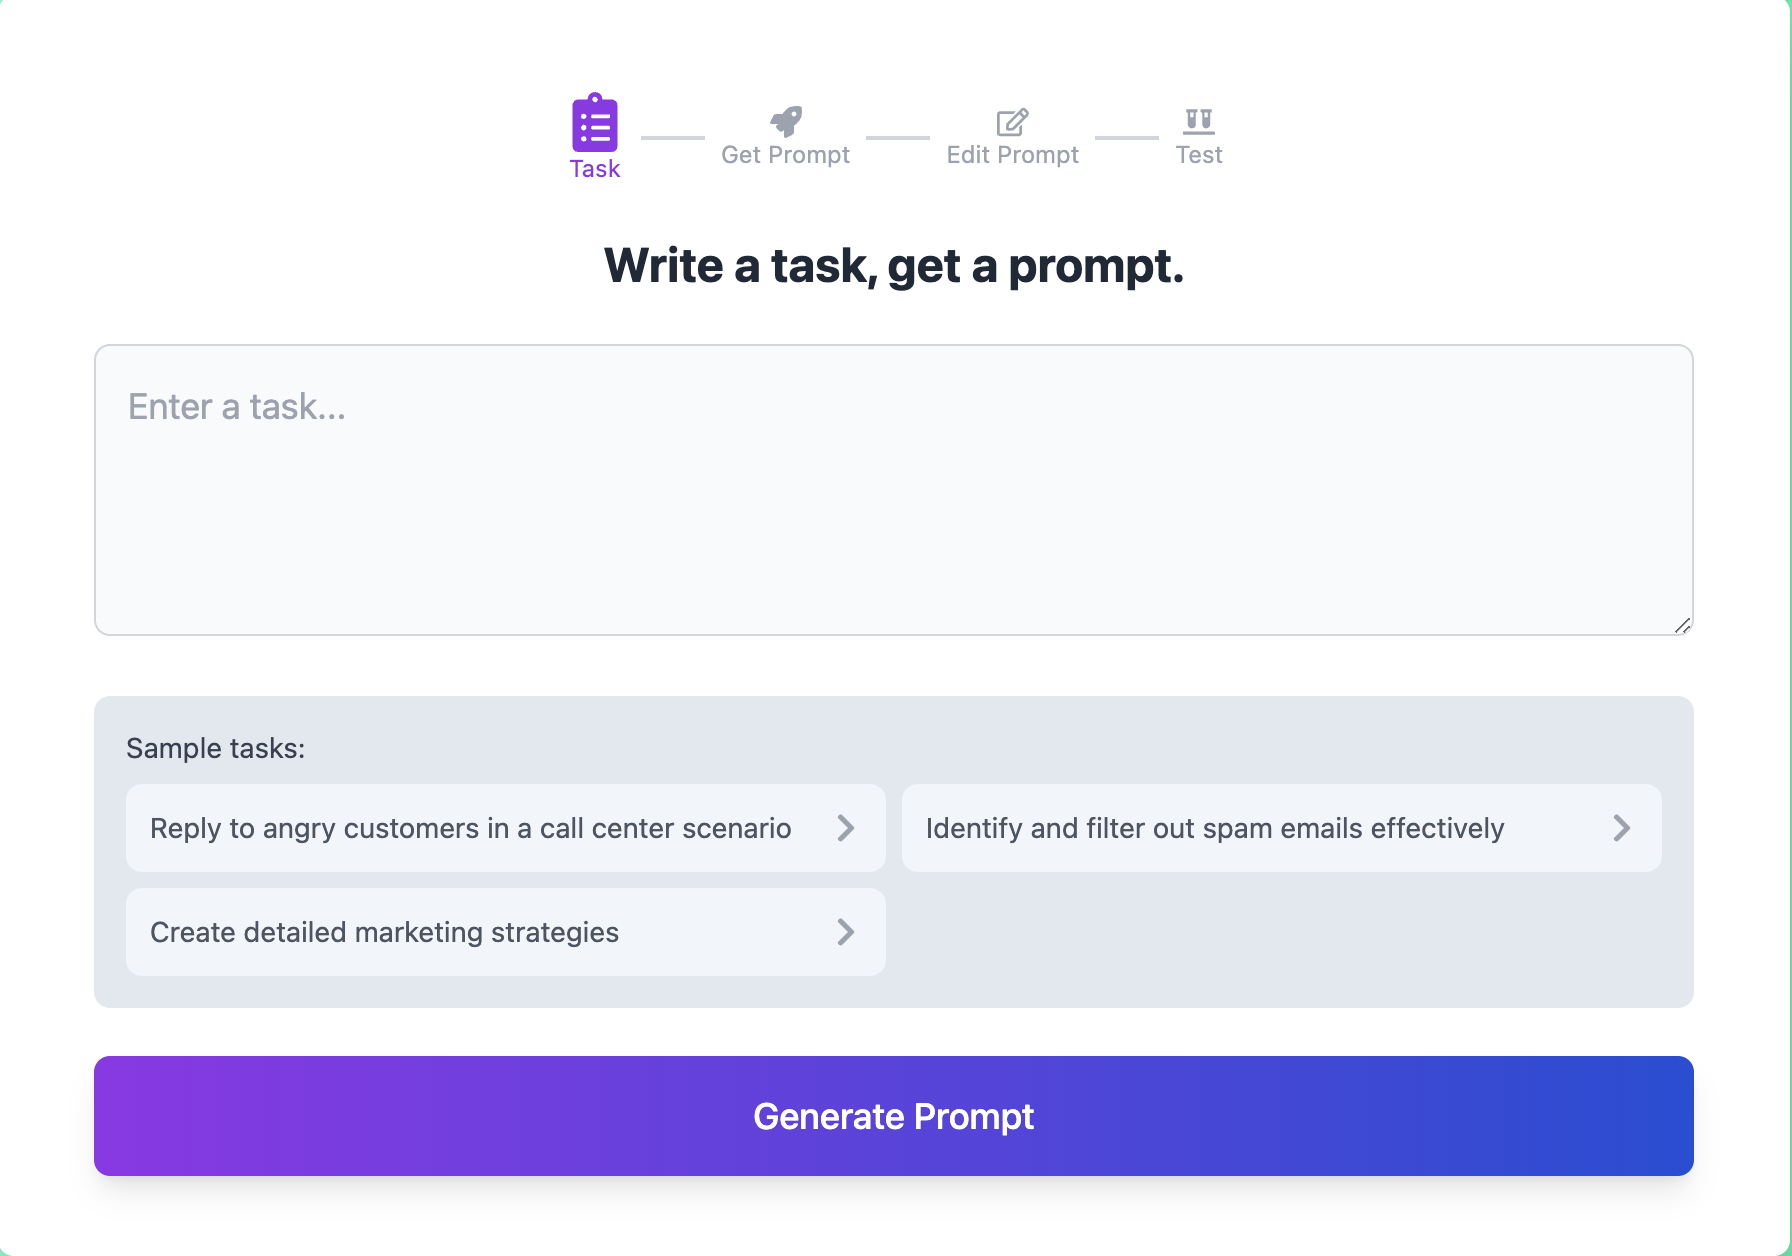 Task
Get Prompt
Edit Prompt
Test
Write a task, get a prompt.
Enter a task...
Sample tasks:
Reply to angry customers in a call center scenario
Identify and filter out spam emails effectively
Create detailed marketing strategies
Generate Prompt